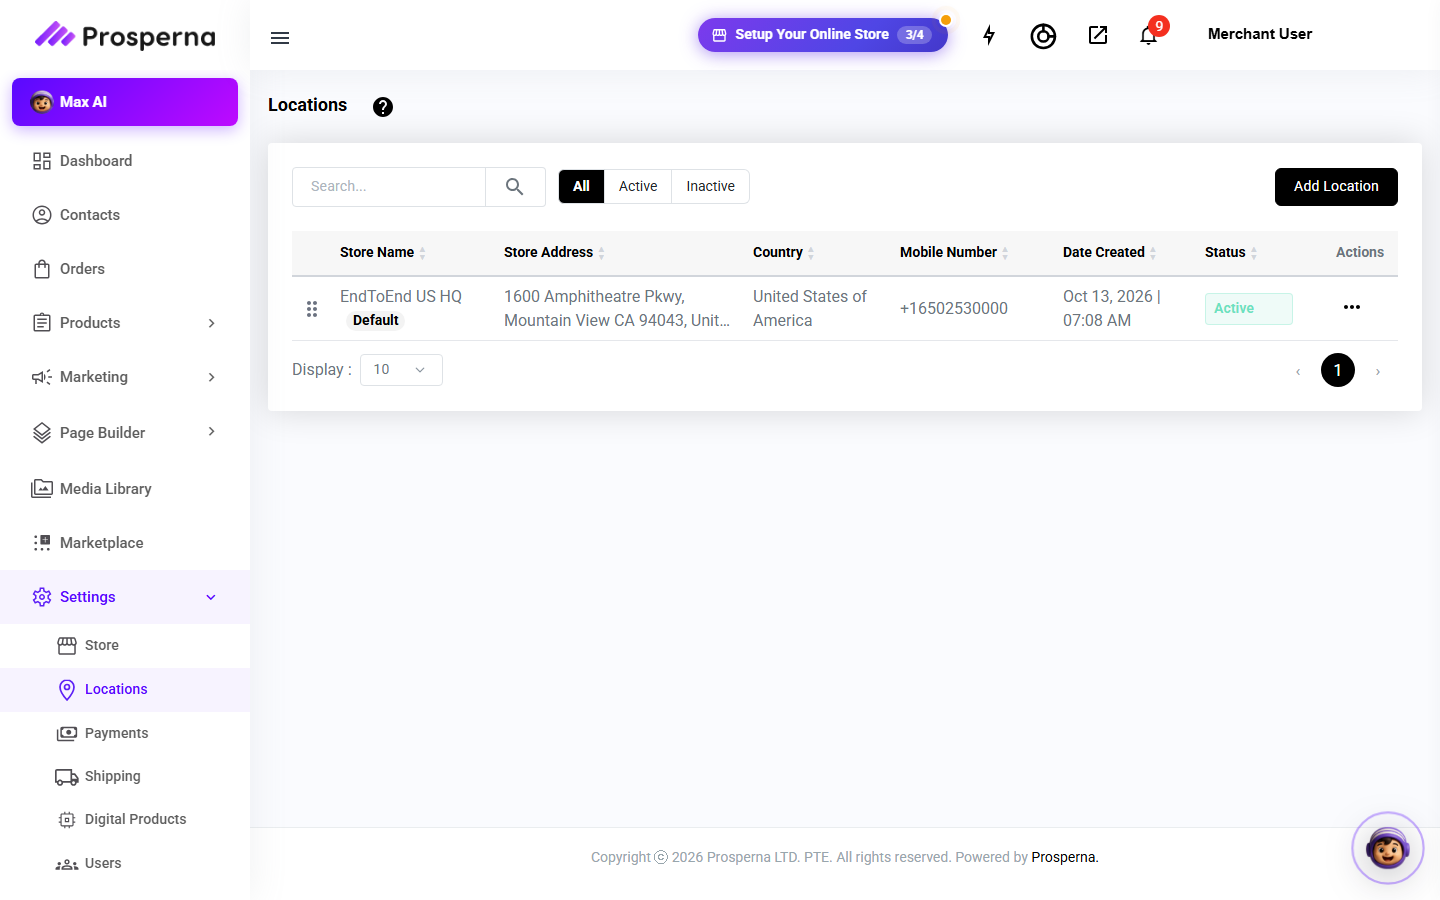 Prosperna
Setup Your Online Store 3/4
9
Merchant User
Max AI
Dashboard
Contacts
Orders
Products
Marketing
Page Builder
Media Library
Marketplace
Settings
Store
Locations
Payments
Shipping
Digital Products
Users
Locations ?
Search...
All Active Inactive
Add Location
Store Name Store Address Country Mobile Number Date Created Status Actions
EndToEnd US HQ
Default
1600 Amphitheatre Pkwy,
Mountain View CA 94043, Unit...
United States of
America
+16502530000
Oct 13, 2026 |
07:08 AM
Active
Display : 10
‹ 1 ›
Copyright © 2026 Prosperna LTD. PTE. All rights reserved. Powered by Prosperna.